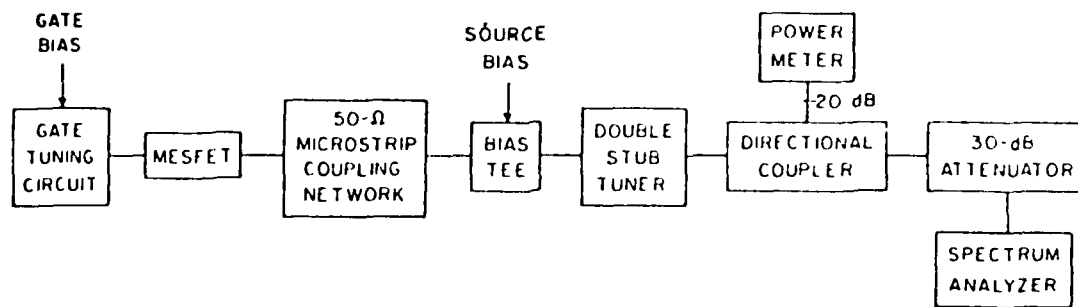 GATE
BIAS
SOURCE
BIAS
POWER
METER
-20 dB
GATE
TUNING
CIRCUIT
MESFET
50-Ω
MICROSTRIP
COUPLING
NETWORK
BIAS
TEE
DOUBLE
STUB
TUNER
DIRECTIONAL
COUPLER
30-dB
ATTENUATOR
SPECTRUM
ANALYZER